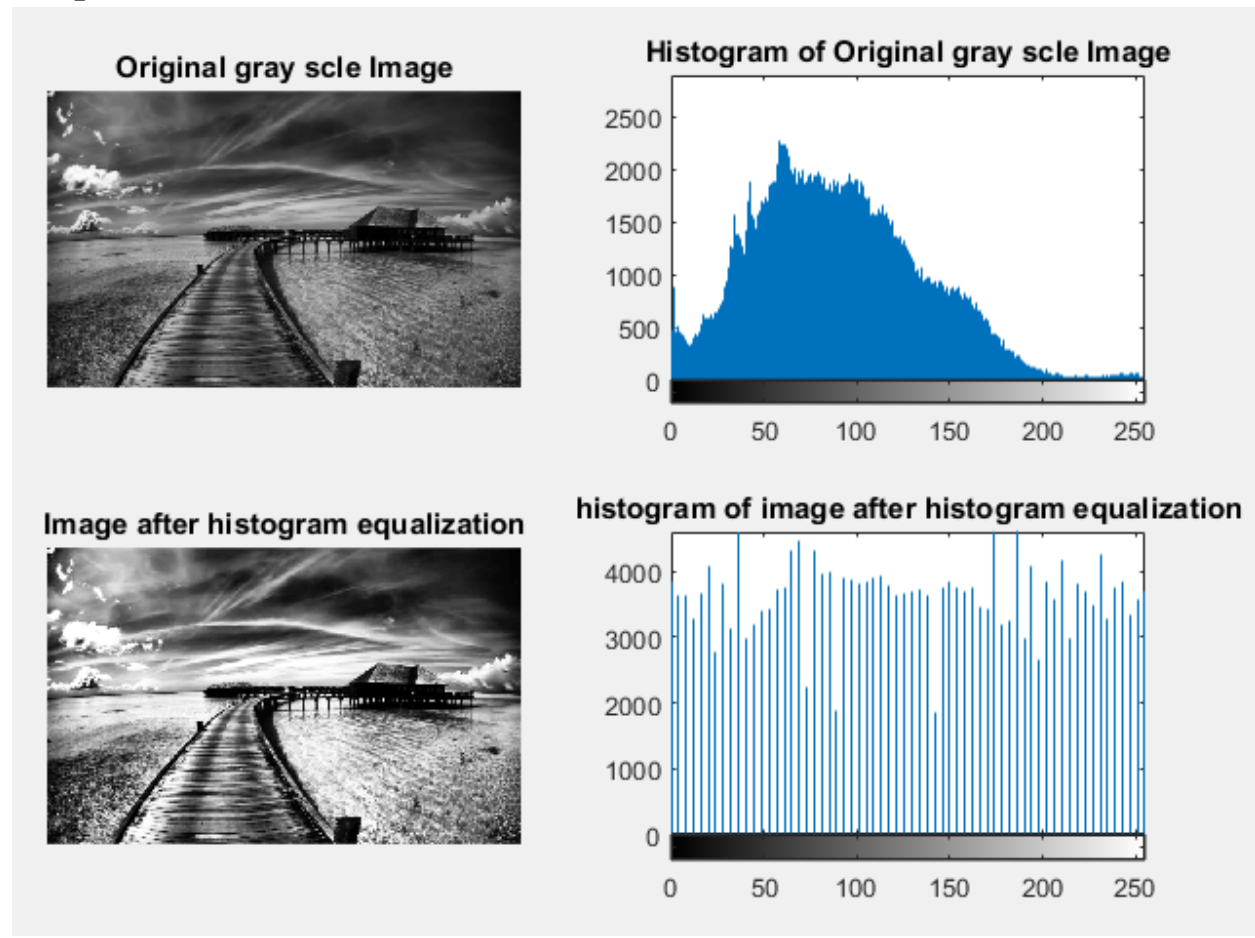 Original gray scle Image
Histogram of Original gray scle Image
2500
2000
1500
1000
500
0
0 50 100 150 200 250
Image after histogram equalization
histogram of image after histogram equalization
4000
3000
2000
1000
0
0 50 100 150 200 250